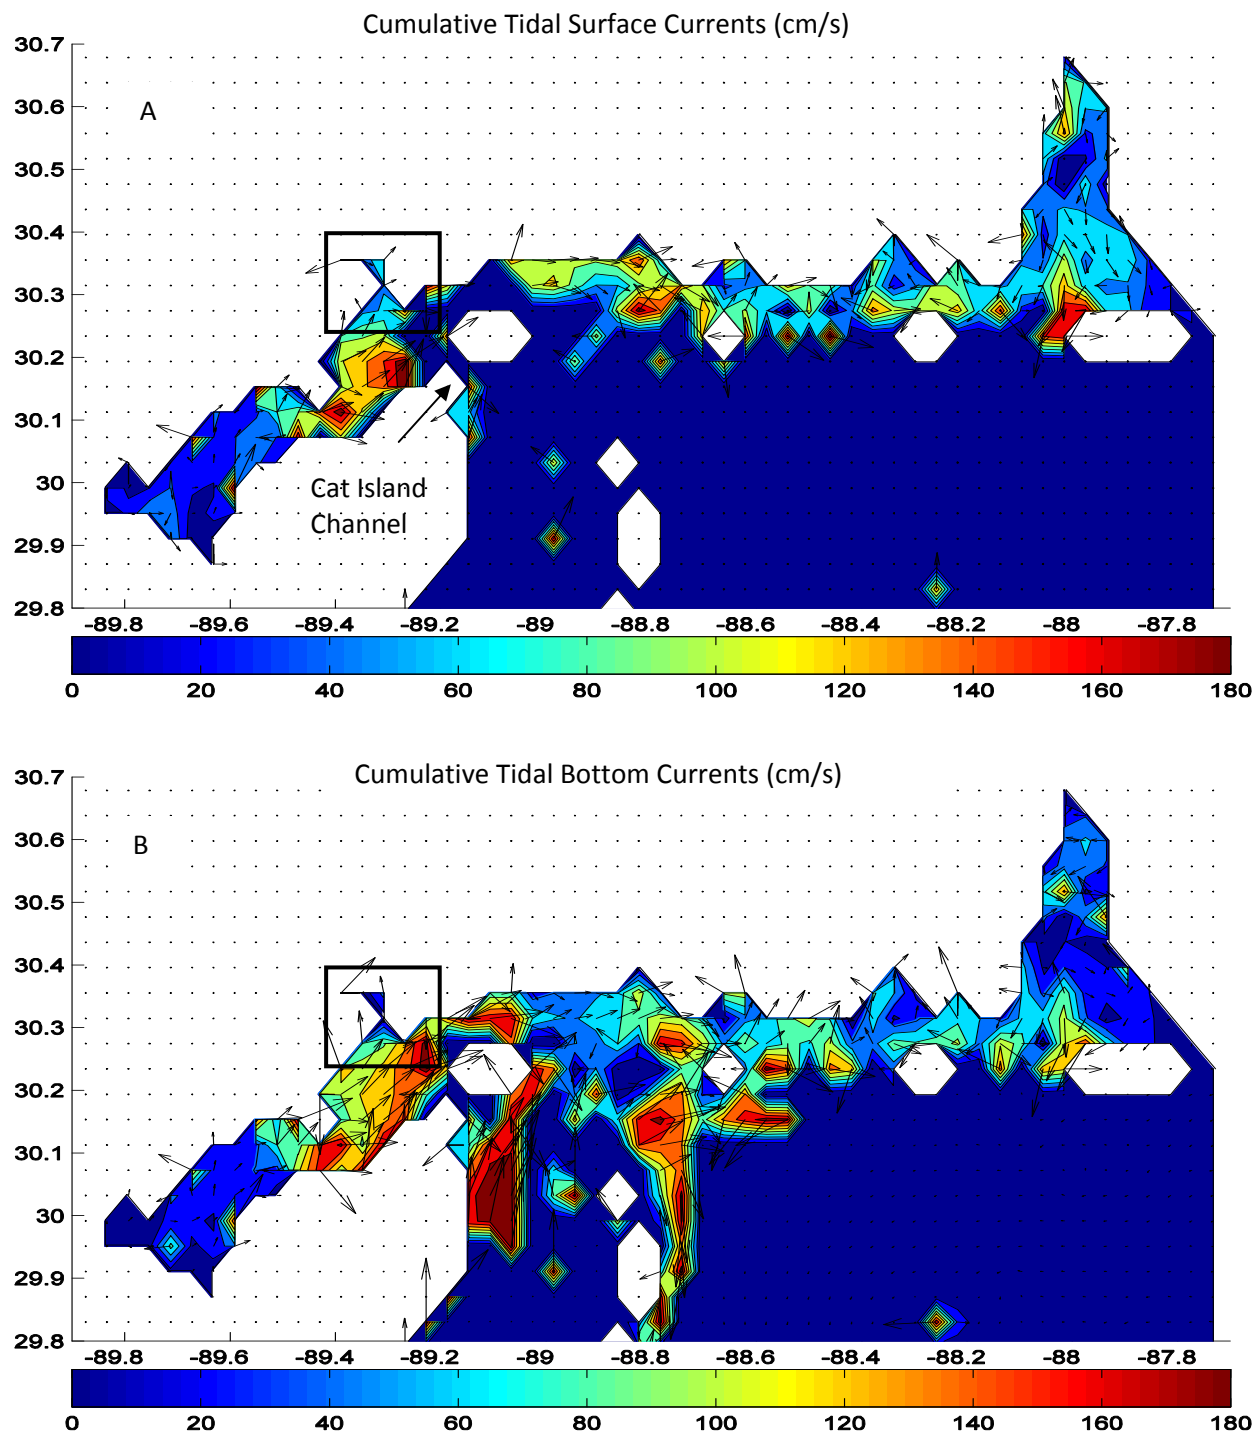 Cumulative Tidal Surface Currents (cm/s)
30.7
A
30.6
30.5
30.4
30.3
30.2
30.1
30
29.9
29.8
Cat Island
Channel
-89.8 -89.6 -89.4 -89.2 -89 -88.8 -88.6 -88.4 -88.2 -88 -87.8
0 20 40 60 80 100 120 140 160 180
Cumulative Tidal Bottom Currents (cm/s)
30.7
B
30.6
30.5
30.4
30.3
30.2
30.1
30
29.9
29.8
-89.8 -89.6 -89.4 -89.2 -89 -88.8 -88.6 -88.4 -88.2 -88 -87.8
0 20 40 60 80 100 120 140 160 180